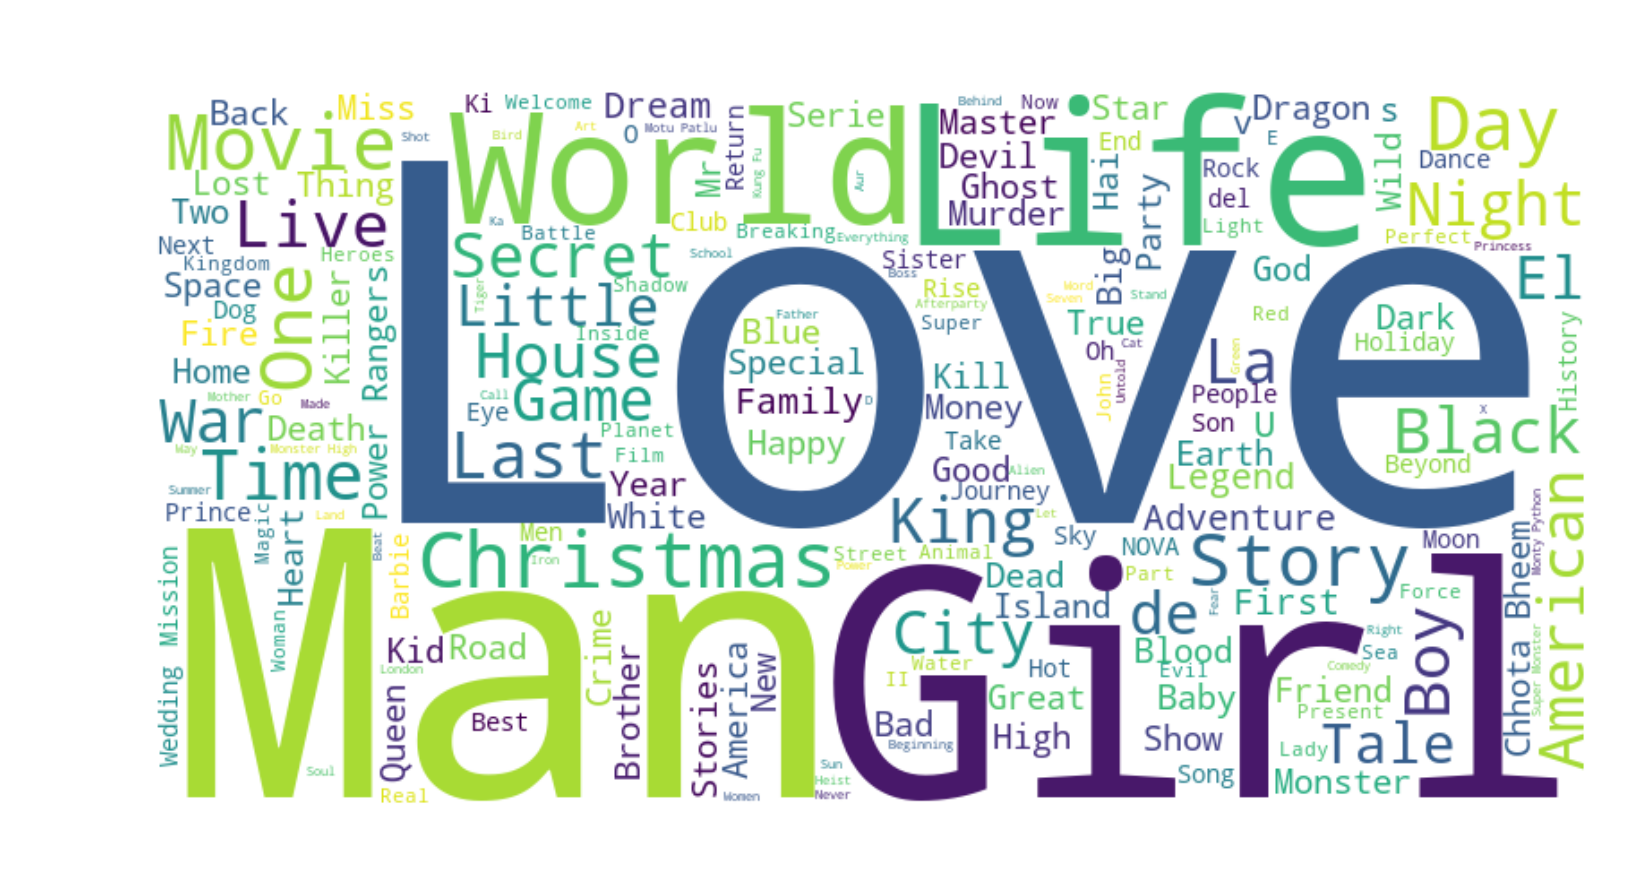 Back
Miss
Movie
Shot
Lost
Thing
Two
Live
Next
Kingdom
Heroes
Space
Dog
Fire
One
Killer
Power Rangers
Home
Mother
Go
Made
War
Death
Way
Monster High
Time
Summer
Prince
Land
Magic
Heart
Beat
Ki
Welcome
Dream
World
Bird
Art
O
Motu Patlu
Return
Mr
Kung Fu
Serie
Aur
Ka
Battle
Club
Breaking
Everything
Secret
School
Shadow
Tiger
Little
Inside
House
Call
Game
Eye
Planet
Last
Film
Year
White
Love
Father
Blue
Special
Family
D
Happy
Life
Behind
Now
Star
Master
End
Devil
Ghost
Murder
Hai
Party
Sister
Boss
Big
Rise
Word
Seven
Stand
Afterparty
Super
True
Oh
Cat
Kill
John
Untold
Money
Take
Good
Alien
Journey
King
Let
Sky
v
Dragon
s
E
Rock
del
Light
Wild
Day
Dance
Night
Perfect
Princess
God
El
Red
Dark
Holiday
Green
La
History
People
Son
U
x
Black
Earth
Beyond
Legend
Adventure
American
Monty Python
Man
Mission
Wedding
Woman
Barbie
Soul
Men
Iron
Christmas
Street
Animal
Power
Kid
London
Road
Queen
Best
Real
Crime
Brother
Stories
America
New
Women
Girl
Dead
NOVA
Part
Island
City
Water
II
Hot
Great
Bad
Beginning
High
Sun
Heist
Never
de
Story
Moon
Fear
First
Force
Blood
Evil
Baby
Right
Sea
Comedy
Friend
Present
Boy
Show
Lady
Tale
Song
Monster
Chhota Bheem
Super Monster